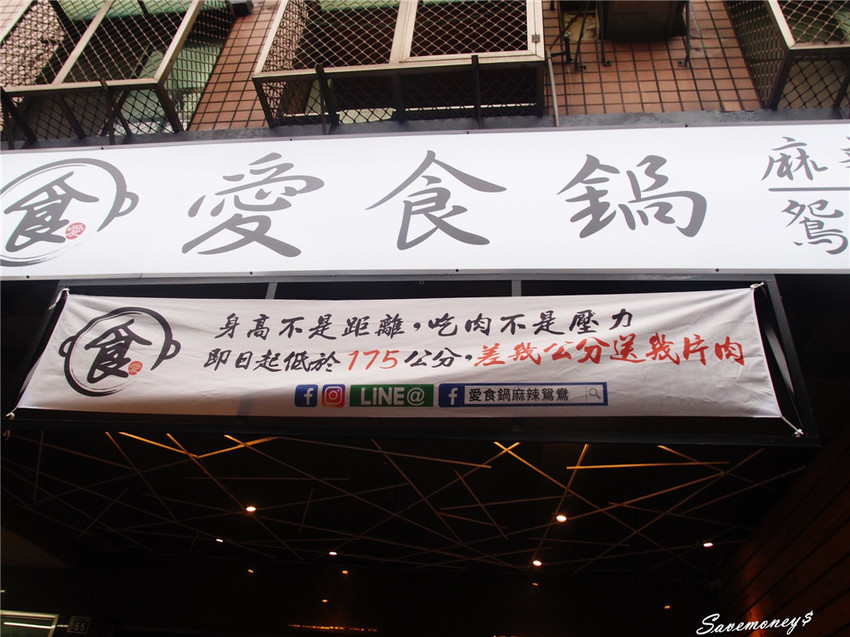 食
愛
愛食鍋
麻
鴛
食
愛
身高不是距離，吃肉不是壓力
即日起低於175公分，差幾公分送幾片肉
LINE@
愛食鍋麻辣鴛鴦
55
Savemoney$